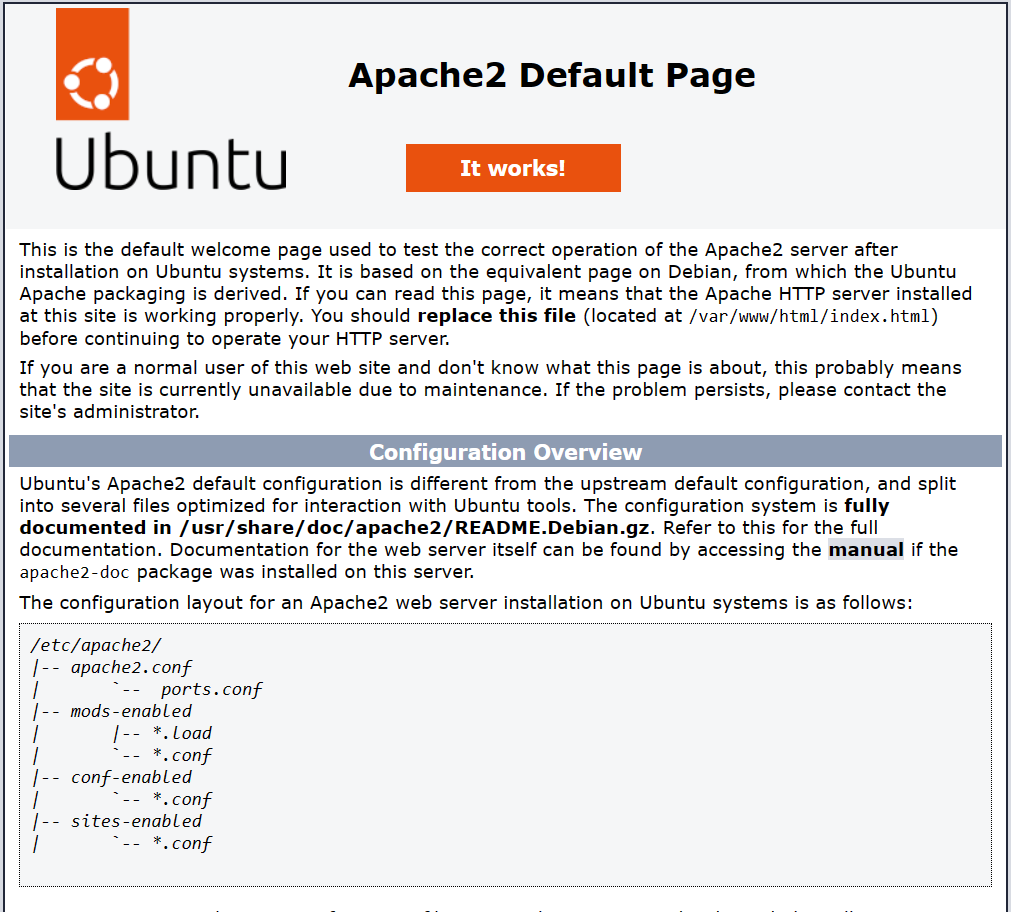 Ubuntu
Apache2 Default Page
It works!
This is the default welcome page used to test the correct operation of the Apache2 server after
installation on Ubuntu systems. It is based on the equivalent page on Debian, from which the Ubuntu
Apache packaging is derived. If you can read this page, it means that the Apache HTTP server installed
at this site is working properly. You should replace this file (located at /var/www/html/index.html)
before continuing to operate your HTTP server.
If you are a normal user of this web site and don't know what this page is about, this probably means
that the site is currently unavailable due to maintenance. If the problem persists, please contact the
site's administrator.
Configuration Overview
Ubuntu's Apache2 default configuration is different from the upstream default configuration, and split
into several files optimized for interaction with Ubuntu tools. The configuration system is fully
documented in /usr/share/doc/apache2/README.Debian.gz. Refer to this for the full
documentation. Documentation for the web server itself can be found by accessing the manual if the
apache2-doc package was installed on this server.
The configuration layout for an Apache2 web server installation on Ubuntu systems is as follows:
/etc/apache2/
|-- apache2.conf
|       `--  ports.conf
|-- mods-enabled
|       |-- *.load
|       `-- *.conf
|-- conf-enabled
|       `-- *.conf
|-- sites-enabled
|       `-- *.conf